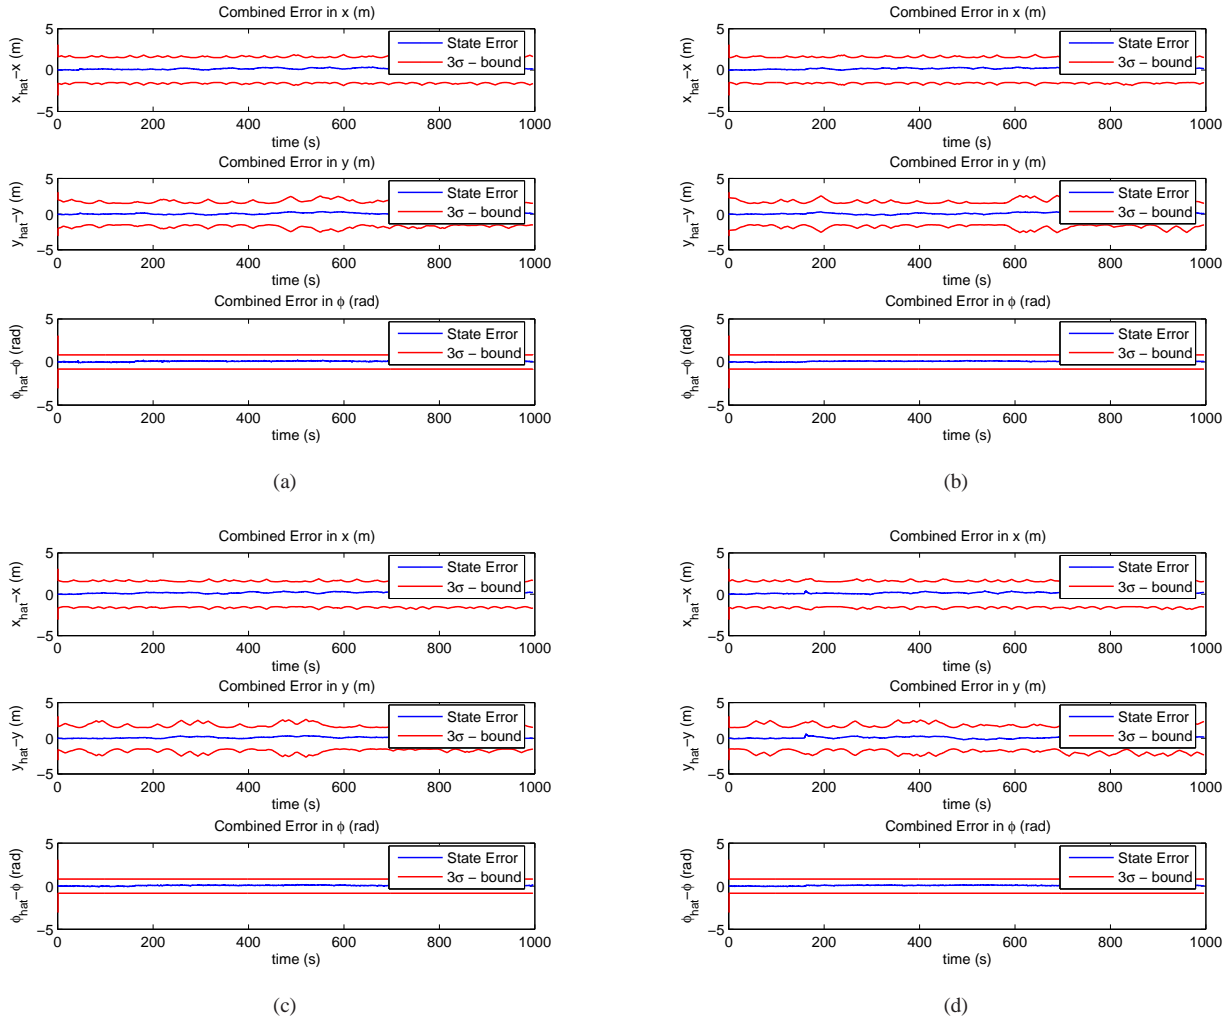 Combined Error in x (m)
5
0
−5
x_hat−x (m)
State Error
3σ − bound
0 200 400 600 800 1000
time (s)
Combined Error in y (m)
5
0
−5
y_hat−y (m)
State Error
3σ − bound
0 200 400 600 800 1000
time (s)
Combined Error in ϕ (rad)
5
0
−5
ϕ_hat−ϕ (rad)
State Error
3σ − bound
0 200 400 600 800 1000
time (s)
(a)
Combined Error in x (m)
5
0
−5
x_hat−x (m)
State Error
3σ − bound
0 200 400 600 800 1000
time (s)
Combined Error in y (m)
5
0
−5
y_hat−y (m)
State Error
3σ − bound
0 200 400 600 800 1000
time (s)
Combined Error in ϕ (rad)
5
0
−5
ϕ_hat−ϕ (rad)
State Error
3σ − bound
0 200 400 600 800 1000
time (s)
(b)
Combined Error in x (m)
5
0
−5
x_hat−x (m)
State Error
3σ − bound
0 200 400 600 800 1000
time (s)
Combined Error in y (m)
5
0
−5
y_hat−y (m)
State Error
3σ − bound
0 200 400 600 800 1000
time (s)
Combined Error in ϕ (rad)
5
0
−5
ϕ_hat−ϕ (rad)
State Error
3σ − bound
0 200 400 600 800 1000
time (s)
(c)
Combined Error in x (m)
5
0
−5
x_hat−x (m)
State Error
3σ − bound
0 200 400 600 800 1000
time (s)
Combined Error in y (m)
5
0
−5
y_hat−y (m)
State Error
3σ − bound
0 200 400 600 800 1000
time (s)
Combined Error in ϕ (rad)
5
0
−5
ϕ_hat−ϕ (rad)
State Error
3σ − bound
0 200 400 600 800 1000
time (s)
(d)